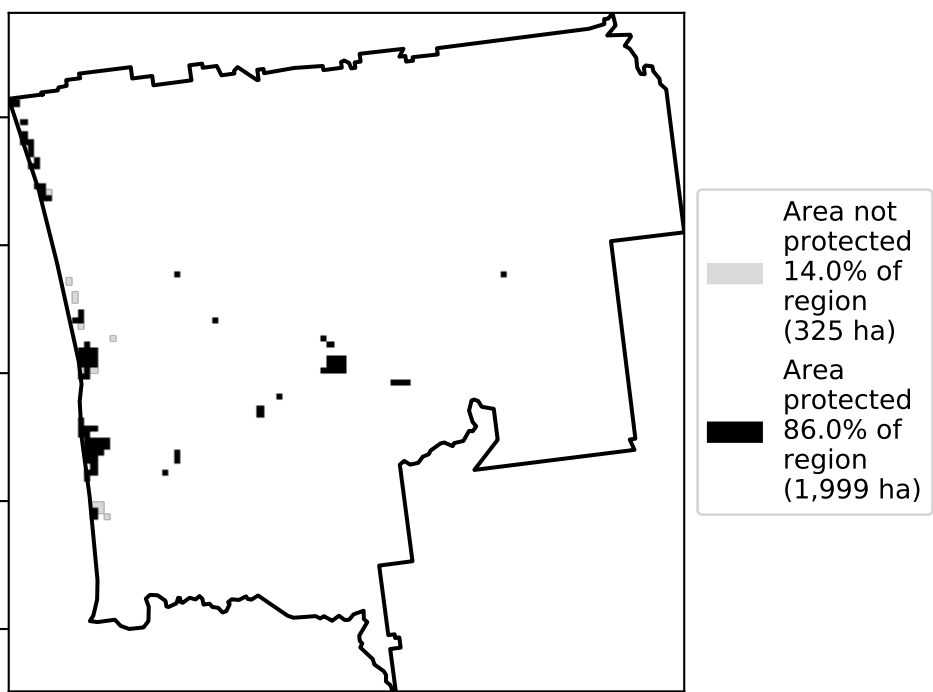 Area not
protected
14.0% of
region
(325 ha)
Area
protected
86.0% of
region
(1,999 ha)